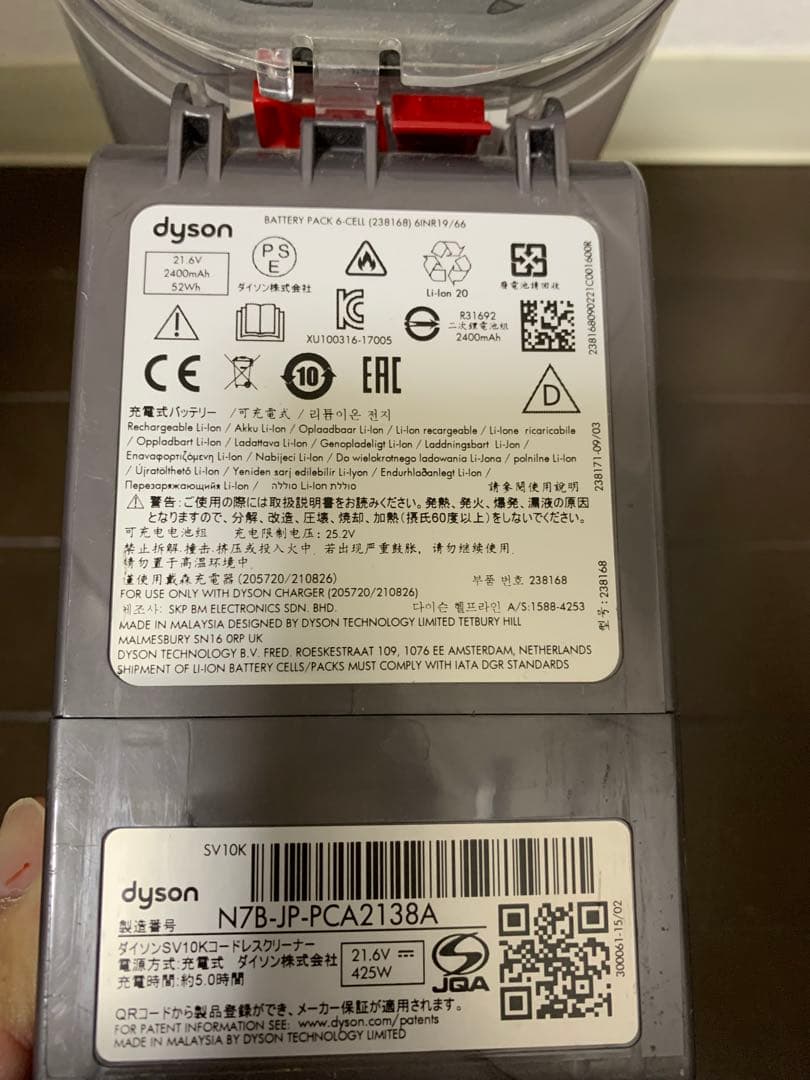 dyson
BATTERY PACK 6-CELL (238168) 6INR19/66
21.6V
2400mAh
52Wh
PS
E
ダイソン株式会社
Li-Ion 20
廢電池請回收
XU100316-17005
R31692
二次鋰電池組
2400mAh
238168090221C001600R
CE
10
EAC
D
充電式バッテリー /可充電式 / 리튬이온 전지
Rechargeable Li-Ion / Akku Li-Ion / Oplaadbaar Li-Ion / Li-Ion recargeable / Li-Ione ricaricabile
/ Oppladbart Li-Ion / Ladattava Li-Ion / Genopladeligt Li-Ion / Laddningsbart Li-Jon /
Επαναφορτιζόμενη Li-Ion / Nabijeci Li-Ion / Do wielokrotnego ladowania Li-Jona / polnilne Li-Ion
/ Újratölthető Li-Ion / Yeniden sarj edilebilir Li-Iyon / Endurhlaðanlegt Li-Ion /
Перезаряжающийся Li-Ion / סוללת Li-Ion סוללה
請參閱使用說明
238171-09/03
警告:ご使用の際には取扱説明書をお読みください。発熱、発火、爆発、漏液の原因
となりますので、分解、改造、圧壊、焼却、加熱(摂氏60度以上)をしないでください。
可充电电池组 充电限制电压: 25.2V
禁止拆解.撞击.挤压或投入火中. 若出现严重鼓胀, 请勿继续使用.
请勿置于高温环境中.
僅使用戴森充電器 (205720/210826) 부품 번호 238168
FOR USE ONLY WITH DYSON CHARGER (205720/210826)
제조사: SKP BM ELECTRONICS SDN. BHD. 다이슨 헬프라인 A/S:1588-4253
MADE IN MALAYSIA DESIGNED BY DYSON TECHNOLOGY LIMITED TETBURY HILL
MALMESBURY SN16 0RP UK
DYSON TECHNOLOGY B.V. FRED. ROESKESTRAAT 109, 1076 EE AMSTERDAM, NETHERLANDS
SHIPMENT OF LI-ION BATTERY CELLS/PACKS MUST COMPLY WITH IATA DGR STANDARDS
型号: 238168
SV10K
dyson
製造番号 N7B-JP-PCA2138A
ダイソンSV10Kコードレスクリーナー
電源方式:充電式 ダイソン株式会社
充電時間:約5.0時間
21.6V
425W
JQA
300061-15/02
QRコードから製品登録ができ、メーカー保証が適用されます。
FOR PATENT INFORMATION SEE: www.dyson.com/patents
MADE IN MALAYSIA BY DYSON TECHNOLOGY LIMITED